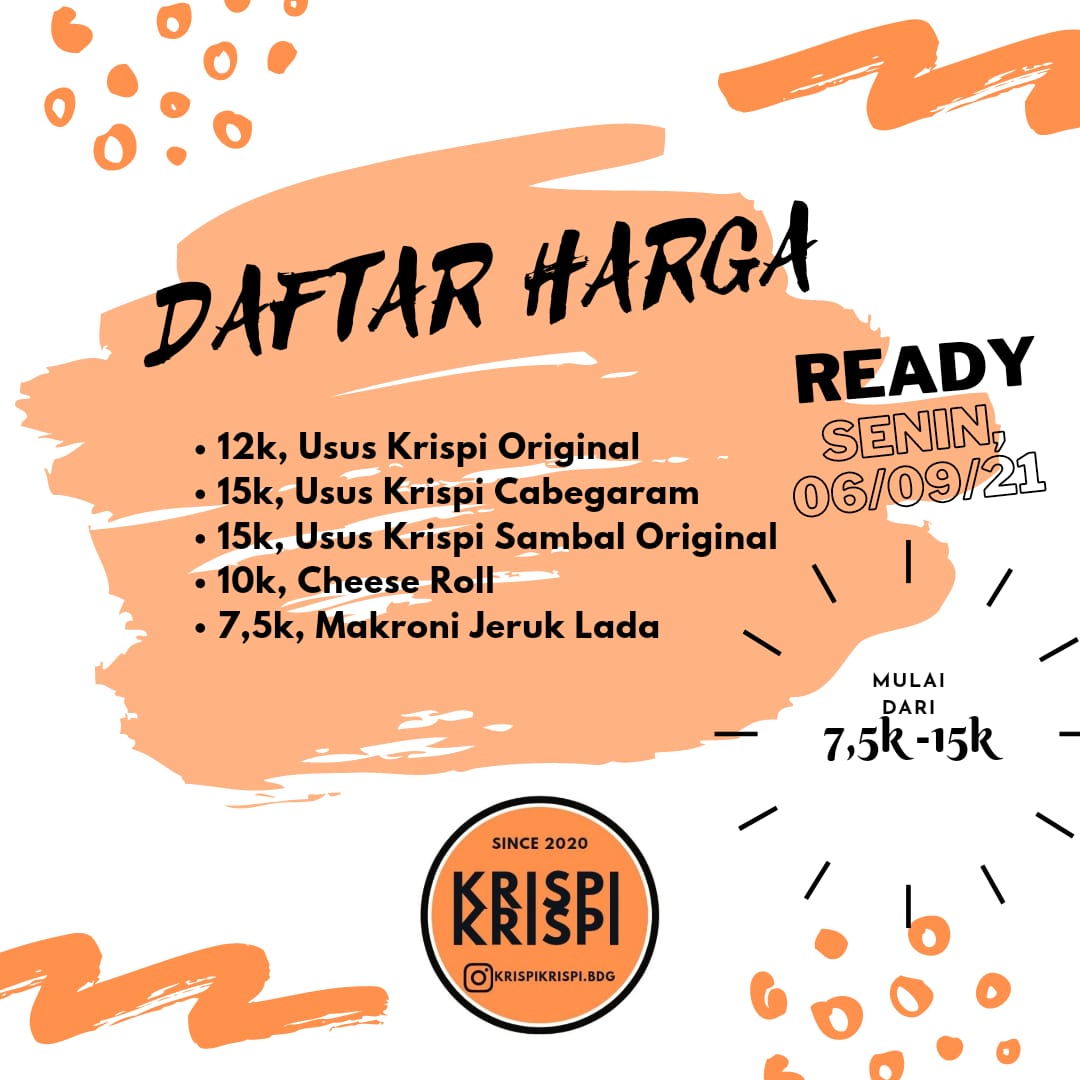 DAFTAR HARGA
READY
SENIN,
06/09/21
• 12k, Usus Krispi Original
• 15k, Usus Krispi Cabegaram
• 15k, Usus Krispi Sambal Original
• 10k, Cheese Roll
• 7,5k, Makroni Jeruk Lada
MULAI
DARI
7,5k -15k
SINCE 2020
KRISPI
KRISPI
KRISPIKRISPI.BDG